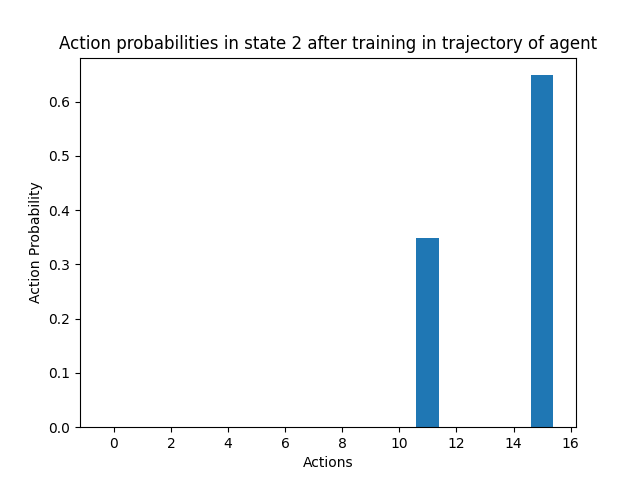 Action probabilities in state 2 after training in trajectory of agent
Action Probability
0.6
0.5
0.4
0.3
0.2
0.1
0.0
0 2 4 6 8 10 12 14 16
Actions